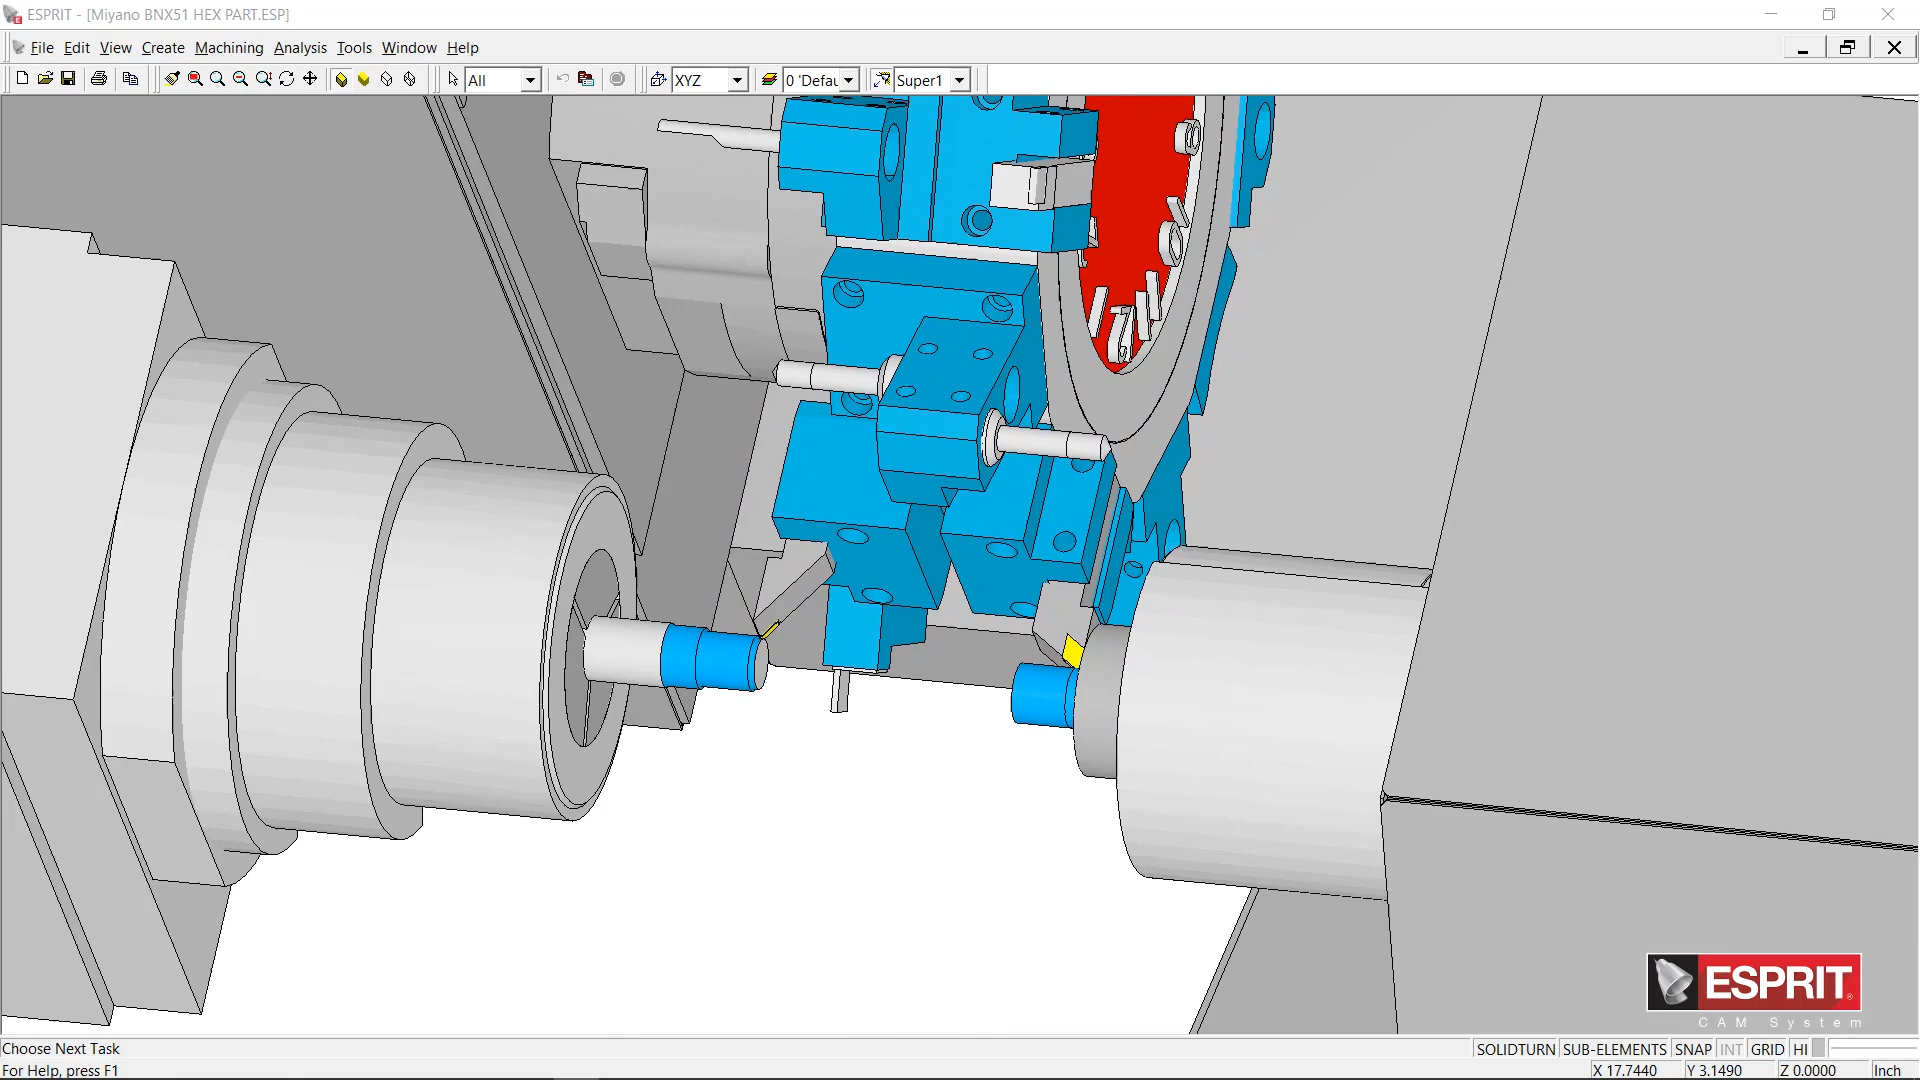 ESPRIT - [Miyano BNX51 HEX PART.ESP]
File Edit View Create Machining Analysis Tools Window Help
All XYZ 0 'Defau Super1
ESPRIT
CAM System
Choose Next Task SOLIDTURN SUB-ELEMENTS SNAP INT GRID HI
For Help, press F1 X 17.7440 Y 3.1490 Z 0.0000 Inch